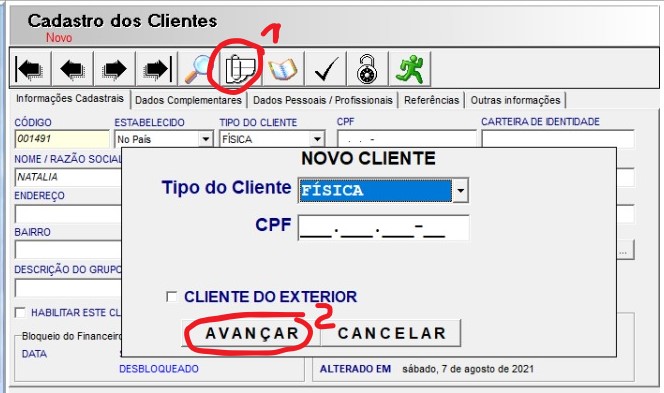 Cadastro dos Clientes
Novo
1
Informações Cadastrais Dados Complementares Dados Pessoais / Profissionais Referências Outras informações
CÓDIGO ESTABELECIDO TIPO DO CLIENTE CPF CARTEIRA DE IDENTIDADE
001491 No País FÍSICA . . -
NOME / RAZÃO SOCIAL
NATALIA
ENDEREÇO
BAIRRO
...
DESCRIÇÃO DO GRUPO
HABILITAR ESTE CL
Bloqueio do Financeiro
DATA
DESBLOQUEADO
ALTERADO EM sábado, 7 de agosto de 2021
NOVO CLIENTE
Tipo do Cliente FÍSICA
CPF ___.___.___-__
CLIENTE DO EXTERIOR
2
AVANÇAR CANCELAR